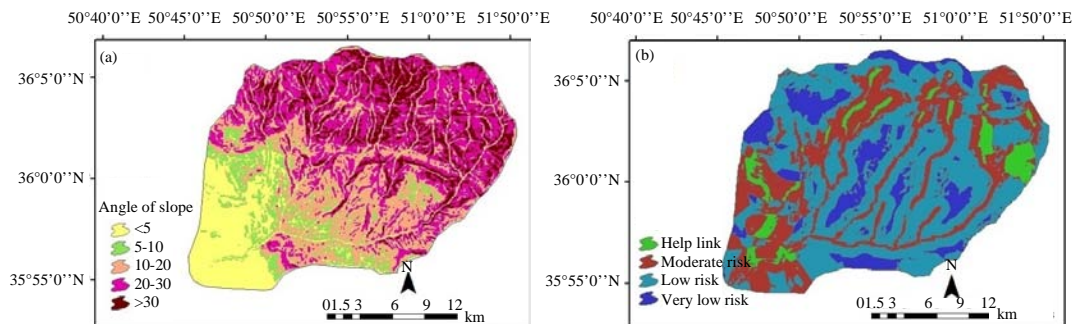 50°40'0''E 50°45'0''E 50°50'0''E 50°55'0''E 51°0'0''E 51°50'0''E
(a)
36°5'0''N
36°0'0''N
35°55'0''N
Angle of slope
<5
5-10
10-20
20-30
>30
N
01.5 3 6 9 12
km
50°40'0''E 50°45'0''E 50°50'0''E 50°55'0''E 51°0'0''E 51°50'0''E
(b)
36°5'0''N
36°0'0''N
35°55'0''N
Help link
Moderate risk
Low risk
Very low risk
N
01.5 3 6 9 12
km